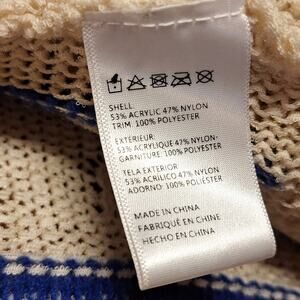 SHELL:
53% ACRYLIC 47% NYLON
TRIM: 100% POLYESTER
EXTÉRIEUR:
53% ACRYLIQUE 47% NYLON-
GARNITURE: 100% POLYESTER
TELA EXTERIOR
53% ACRÍLICO 47% NYLON
ADORNO: 100% POLIÉSTER
MADE IN CHINA
FABRIQUÉ EN CHINE
HECHO EN CHINA